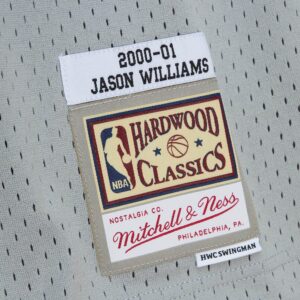 2000-01
JASON WILLIAMS
HARDWOOD
CLASSICS
NBA
NOSTALGIA CO.
Mitchell & Ness
PHILADELPHIA, PA.
HWC SWINGMAN